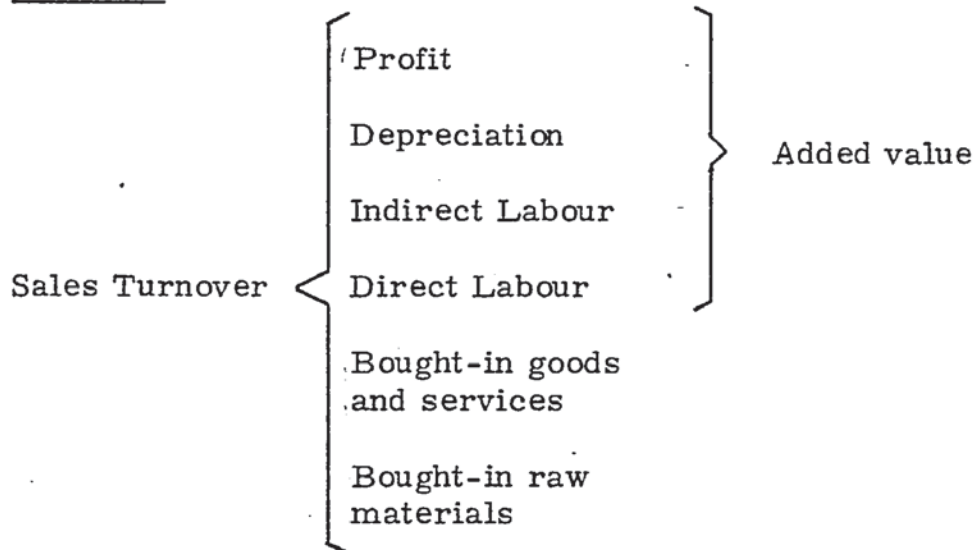 Profit
Depreciation
Added value
Indirect Labour
Sales Turnover
Direct Labour
Bought-in goods
and services
Bought-in raw
materials